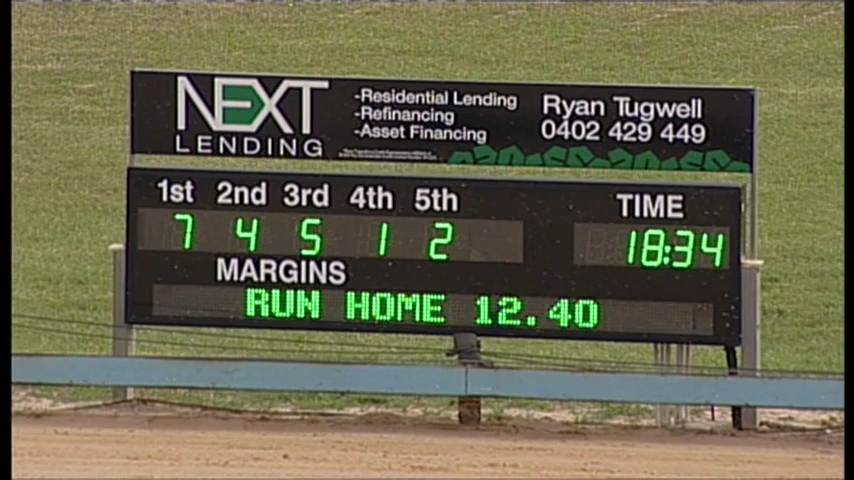 NEXT
LENDING
-Residential Lending
-Refinancing
-Asset Financing
Ryan Tugwell
0402 429 449
1st 2nd 3rd 4th 5th TIME
7 4 5 1 2 18:34
MARGINS
RUN HOME 12.40